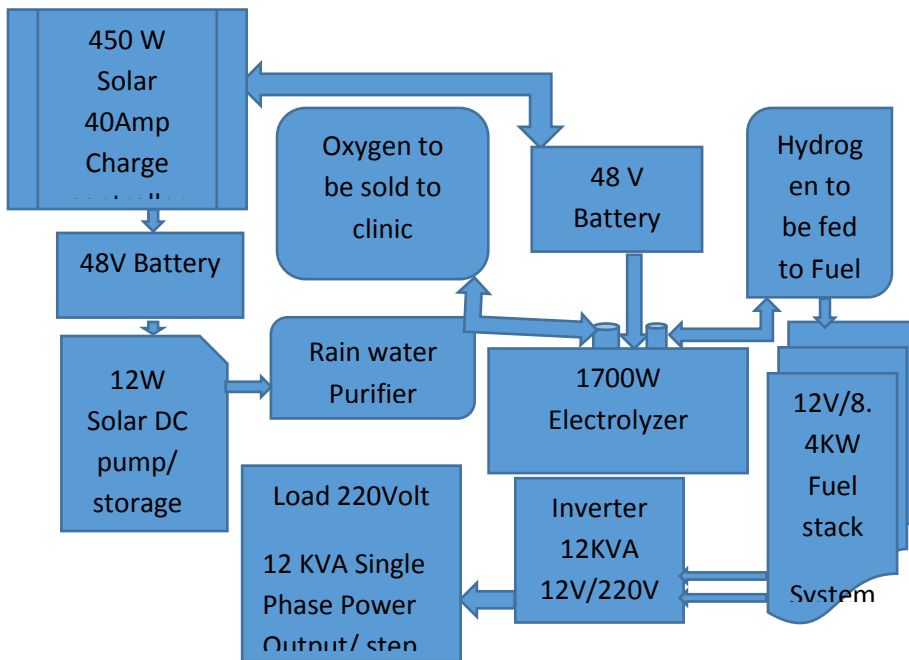 450 W
Solar
40Amp
Charge
Oxygen to
be sold to
clinic
48 V
Battery
Hydrog
en to
be fed
to Fuel
48V Battery
12W
Solar DC
pump/
storage
Rain water
Purifier
1700W
Electrolyzer
12V/8.
4KW
Fuel
stack
System
Load 220Volt
12 KVA Single
Phase Power
Output/ step
Inverter
12KVA
12V/220V